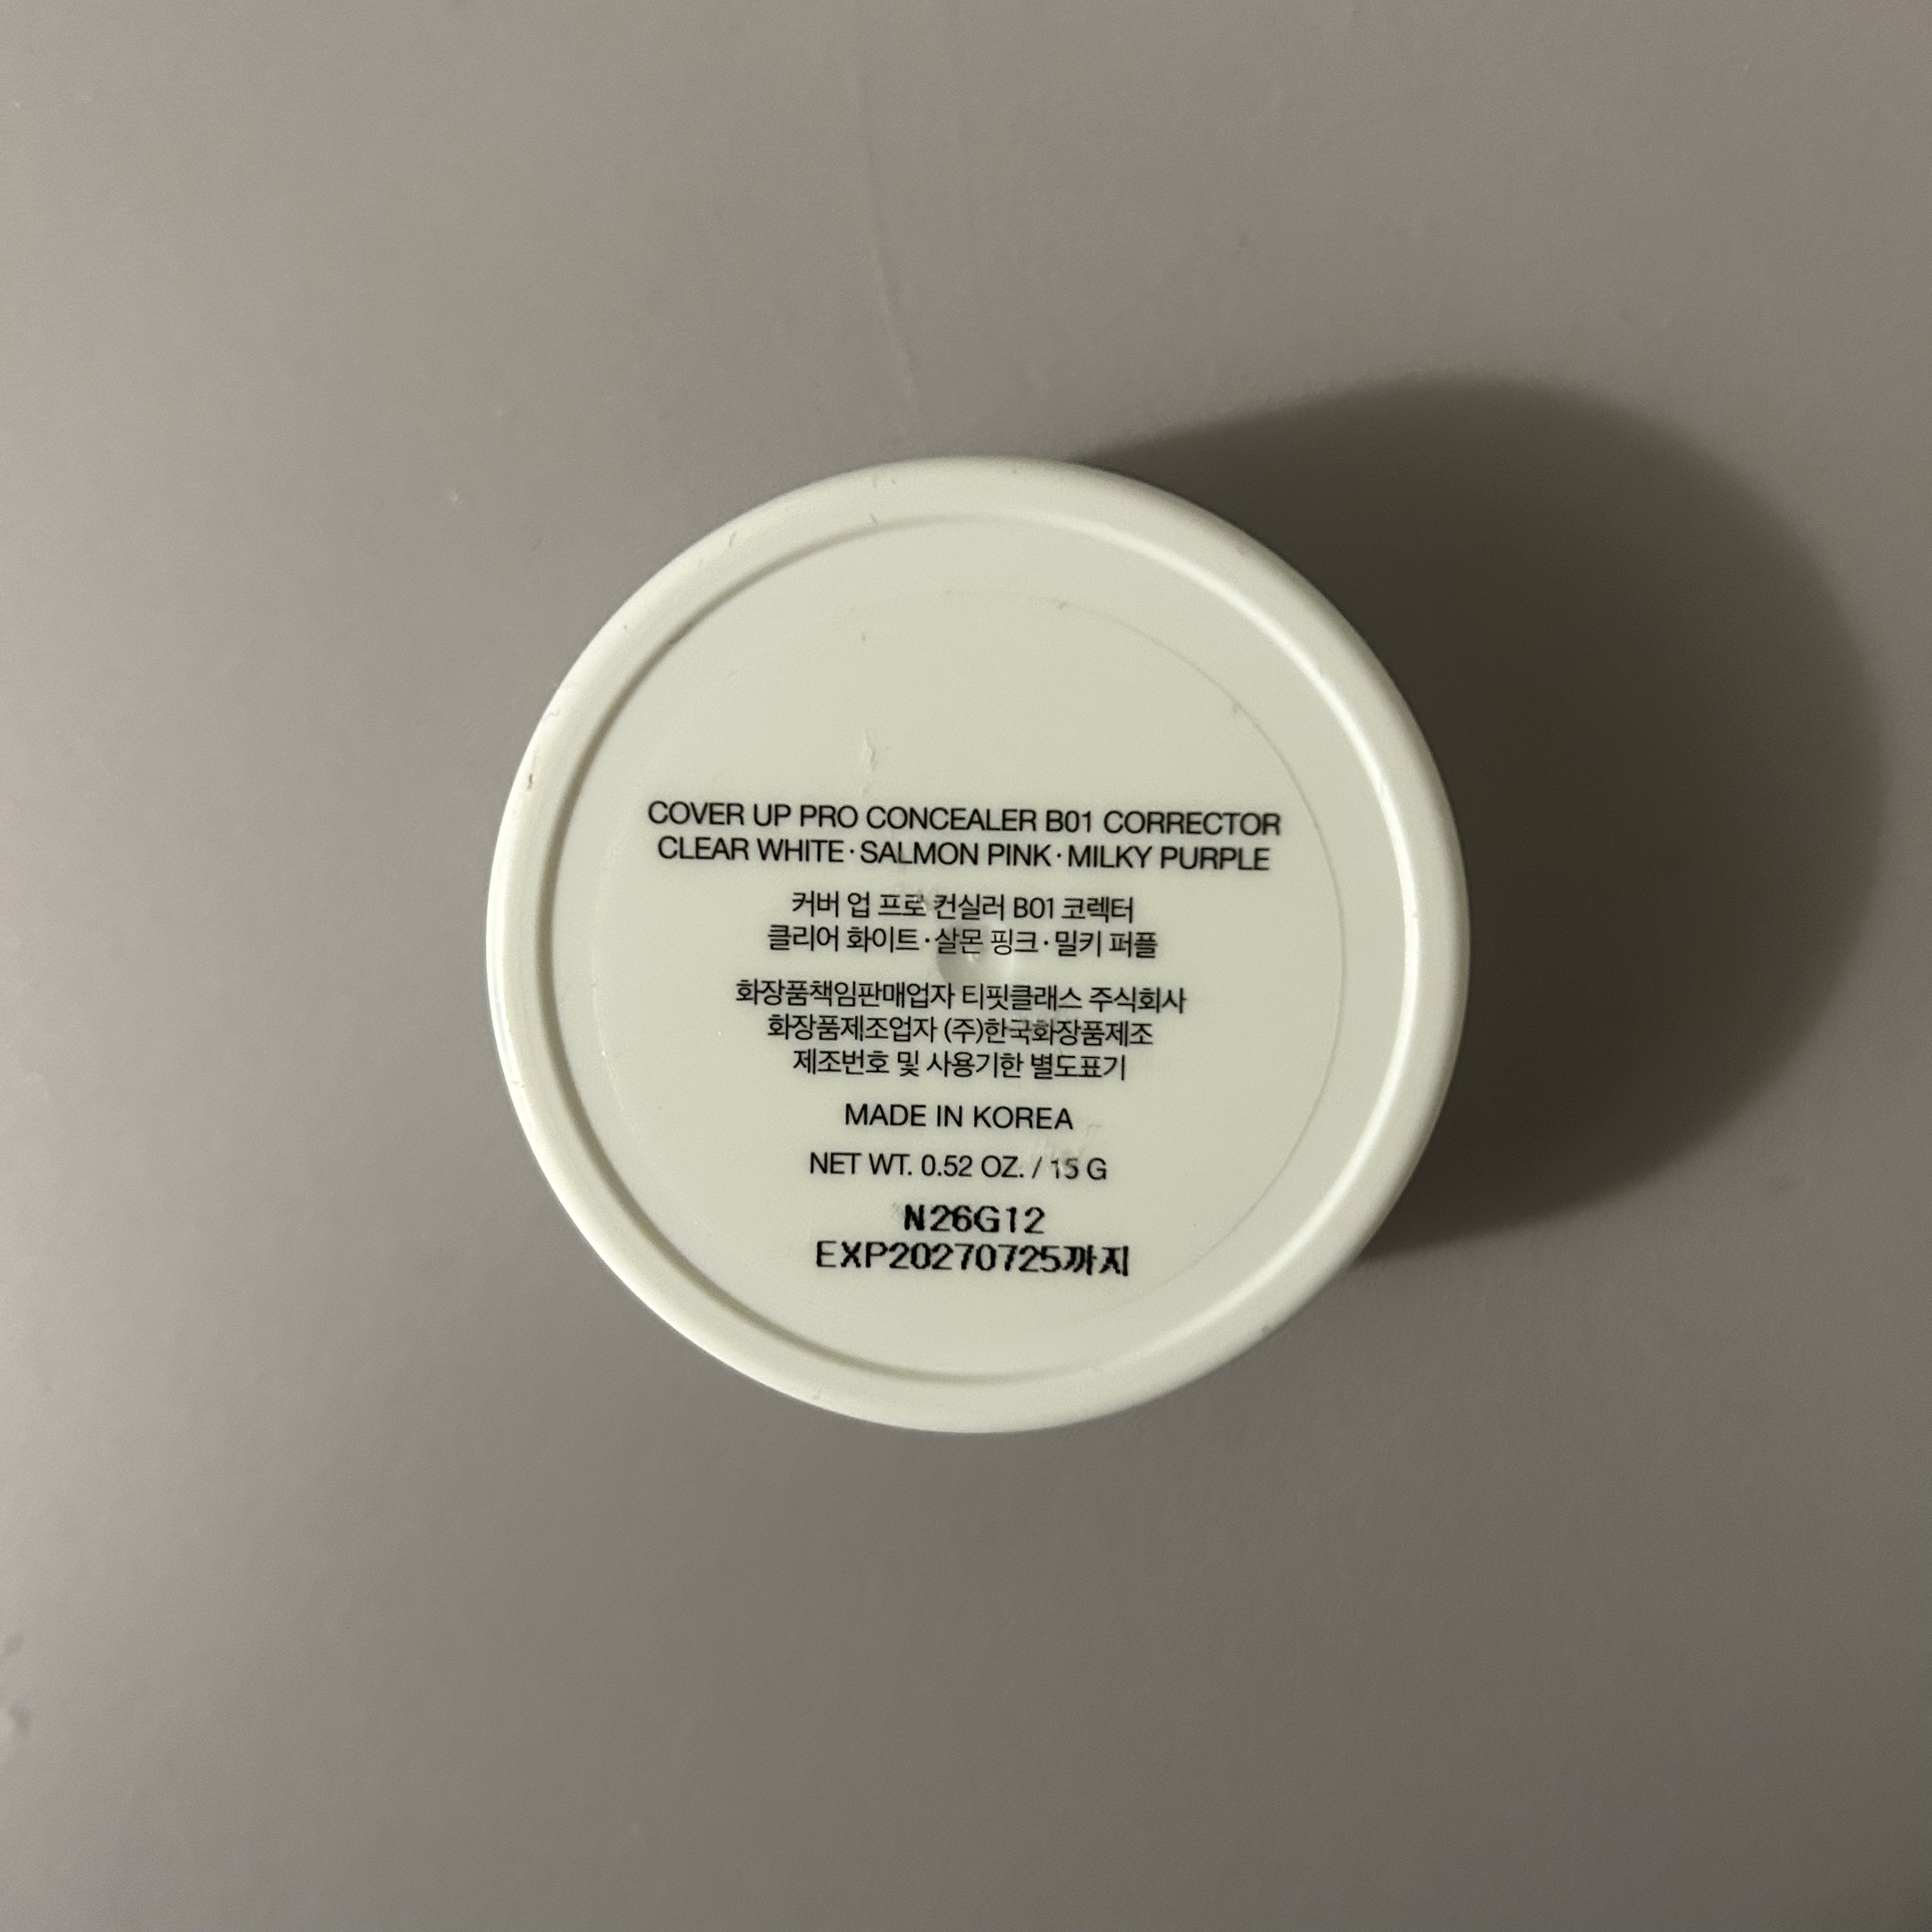 COVER UP PRO CONCEALER B01 CORRECTOR
CLEAR WHITE · SALMON PINK · MILKY PURPLE
커버 업 프로 컨실러 B01 코렉터
클리어 화이트 · 살몬 핑크 · 밀키 퍼플
화장품책임판매업자 티핏클래스 주식회사
화장품제조업자 (주)한국화장품제조
제조번호 및 사용기한 별도표기
MADE IN KOREA
NET WT. 0.52 OZ. / 15 G
N26G12
EXP20270725까지